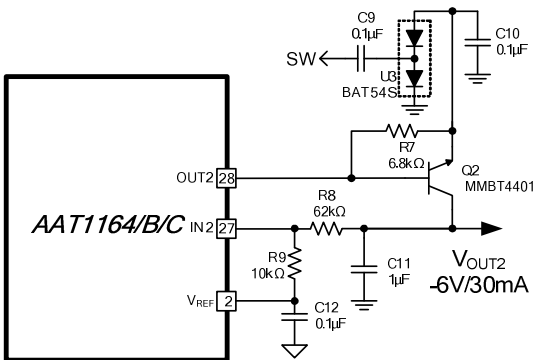 C9
0.1µF
C10
0.1µF
SW
U3
BAT54S
R7
6.8kΩ
Q2
MMBT4401
OUT2 28
R8
62kΩ
AAT1164/B/C
IN2 27
R9
10kΩ
C11
1µF
VOUT2
-6V/30mA
VREF 2
C12
0.1µF